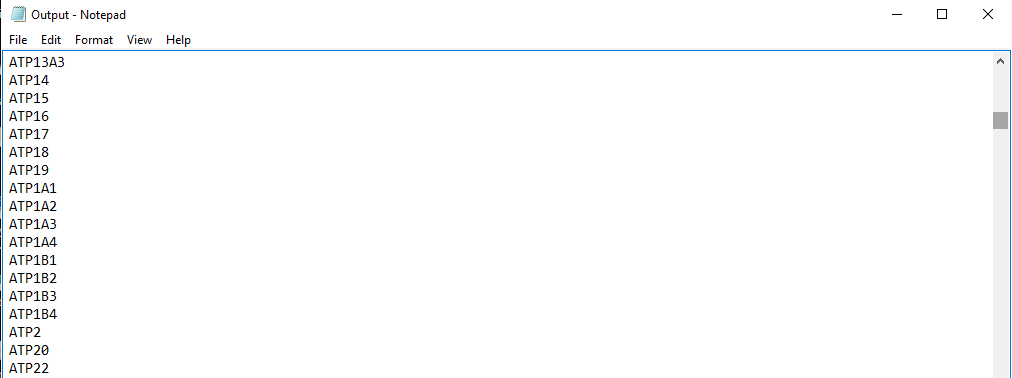 Output - Notepad
File Edit Format View Help
ATP13A3
ATP14
ATP15
ATP16
ATP17
ATP18
ATP19
ATP1A1
ATP1A2
ATP1A3
ATP1A4
ATP1B1
ATP1B2
ATP1B3
ATP1B4
ATP2
ATP20
ATP22